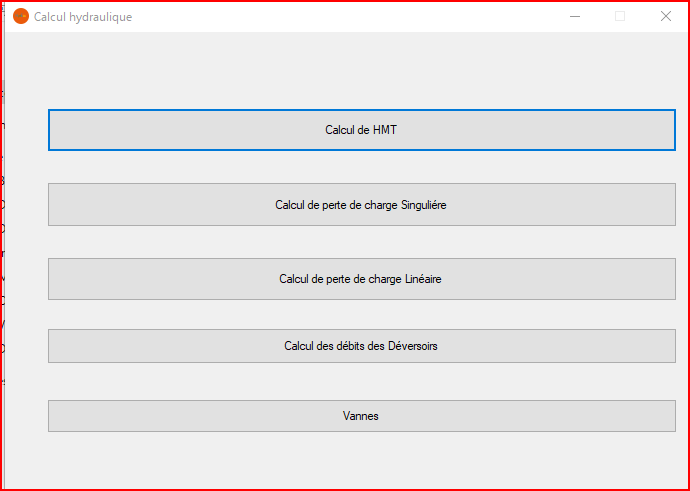 Calcul hydraulique
Calcul de HMT
Calcul de perte de charge Singuliére
Calcul de perte de charge Linéaire
Calcul des débits des Déversoirs
Vannes